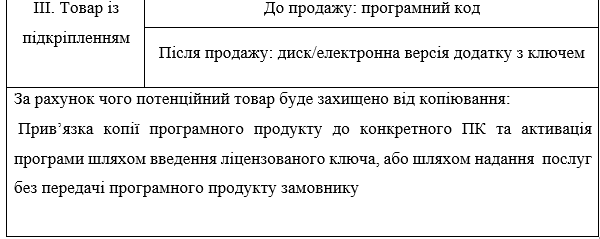 III. Товар із
підкріпленням
До продажу: програмний код
Після продажу: диск/електронна версія додатку з ключем
За рахунок чого потенційний товар буде захищено від копіювання:
Прив’язка копії програмного продукту до конкретного ПК та активація
програми шляхом введення ліцензованого ключа, або шляхом надання послуг
без передачі програмного продукту замовнику